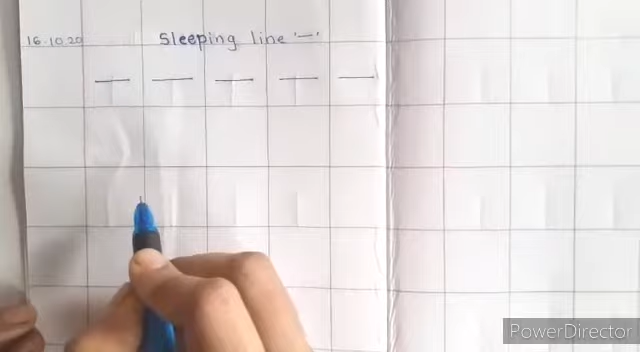 16.10.20 Sleeping line '—'
— — — — —
PowerDirector